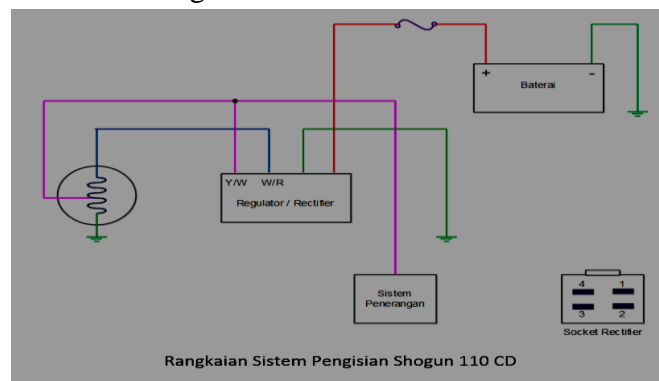 + -
Baterai
Y/W W/R
Regulator / Rectifier
Sistem
Penerangan
4 1
3 2
Socket Rectifier
Rangkaian Sistem Pengisian Shogun 110 CD